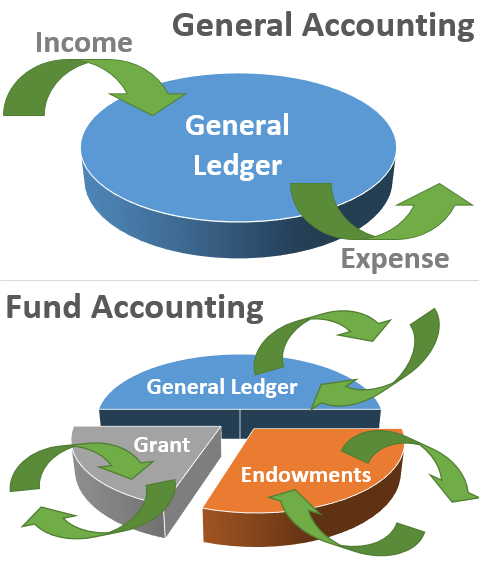 General Accounting
Income
General
Ledger
Expense
Fund Accounting
General Ledger
Grant
Endowments